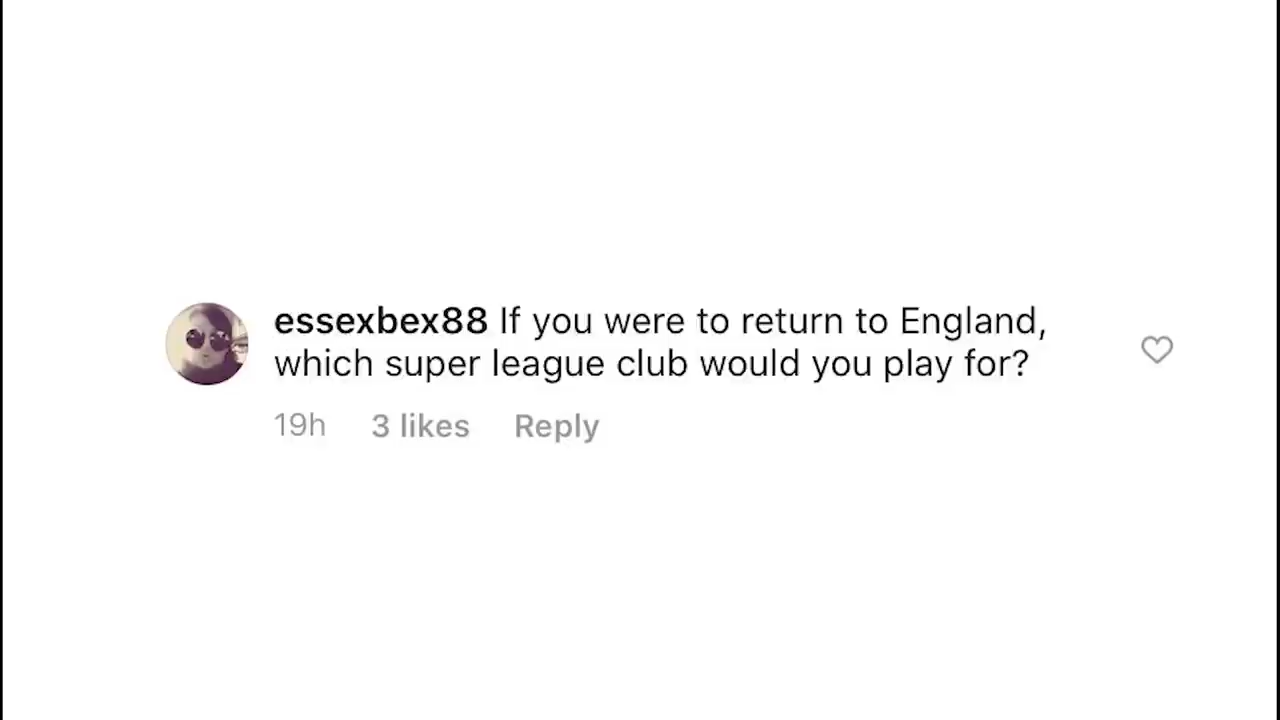 essexbex88 If you were to return to England,
which super league club would you play for?
19h 3 likes Reply